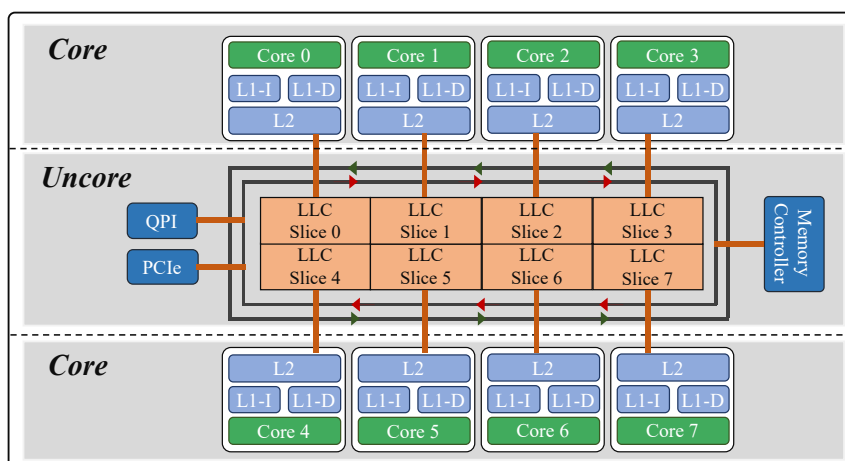 Core
Core 0 Core 1 Core 2 Core 3
L1-I L1-D L1-I L1-D L1-I L1-D L1-I L1-D
L2 L2 L2 L2
Uncore
QPI
PCIe
LLC LLC LLC LLC
Slice 0 Slice 1 Slice 2 Slice 3
LLC LLC LLC LLC
Slice 4 Slice 5 Slice 6 Slice 7
Memory
Controller
Core
L2 L2 L2 L2
L1-I L1-D L1-I L1-D L1-I L1-D L1-I L1-D
Core 4 Core 5 Core 6 Core 7